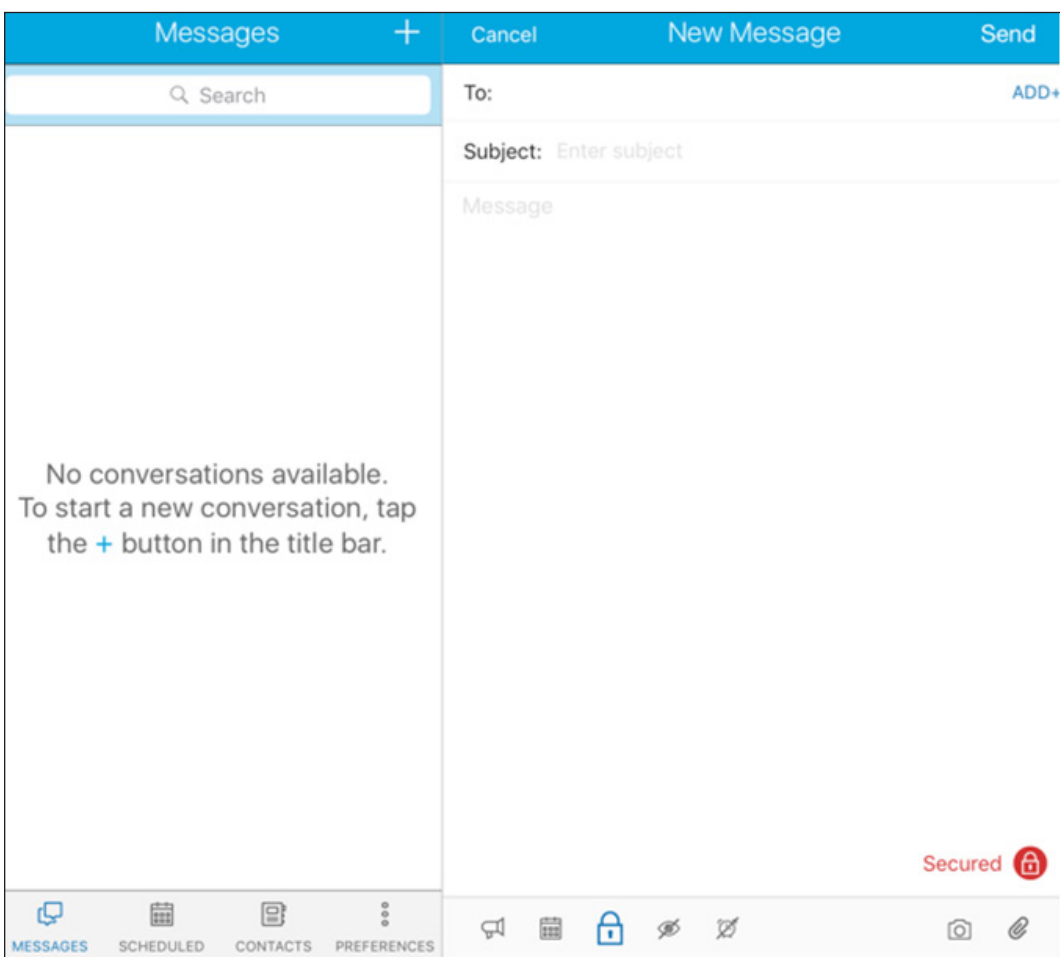 Messages +
Search
No conversations available.
To start a new conversation, tap
the + button in the title bar.
MESSAGES SCHEDULED CONTACTS PREFERENCES
Cancel New Message Send
To: ADD+
Subject: Enter subject
Message
Secured